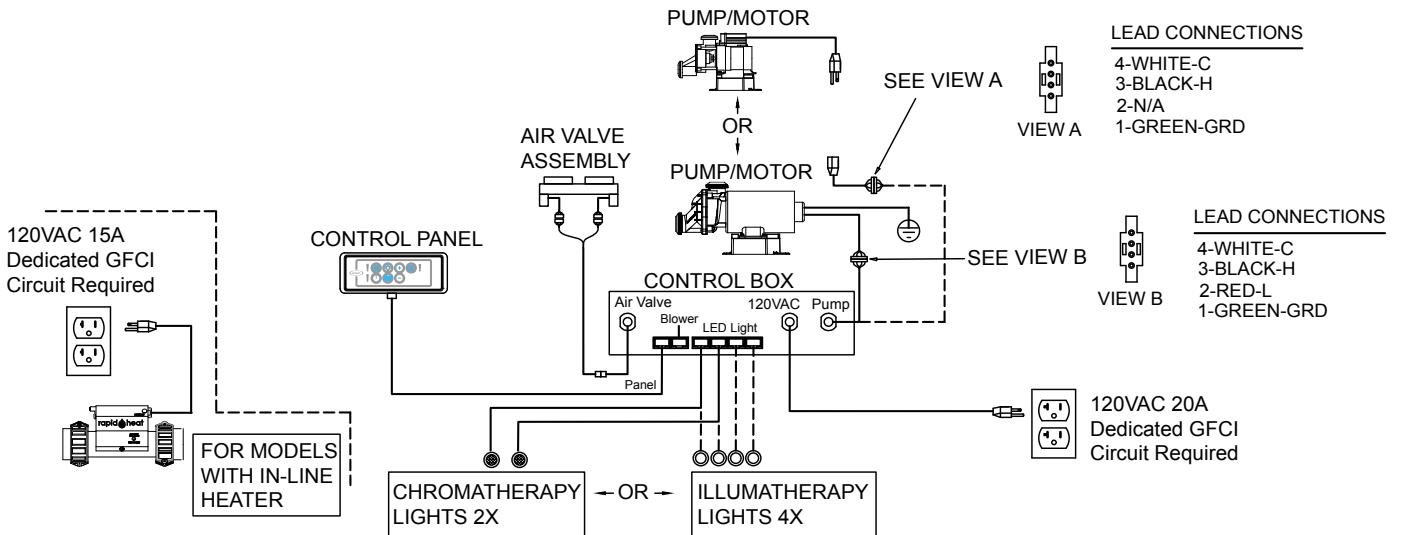 PUMP/MOTOR
OR
PUMP/MOTOR
SEE VIEW A
VIEW A
LEAD CONNECTIONS
4-WHITE-C
3-BLACK-H
2-N/A
1-GREEN-GRD
SEE VIEW B
VIEW B
LEAD CONNECTIONS
4-WHITE-C
3-BLACK-H
2-RED-L
1-GREEN-GRD
AIR VALVE
ASSEMBLY
CONTROL PANEL
CONTROL BOX
Air Valve
Blower
LED Light
120VAC
Pump
Panel
120VAC 15A
Dedicated GFCI
Circuit Required
rapid heat
FOR MODELS
WITH IN-LINE
HEATER
CHROMATHERAPY
LIGHTS 2X
OR
ILLUMATHERAPY
LIGHTS 4X
120VAC 20A
Dedicated GFCI
Circuit Required